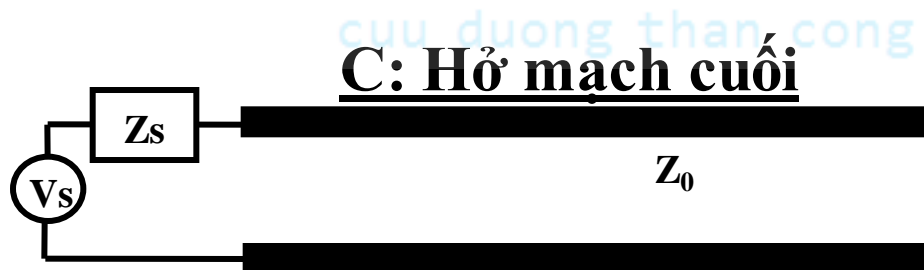 cuu duong than cong
C: Hở mạch cuối
Zs
Z0
Vs